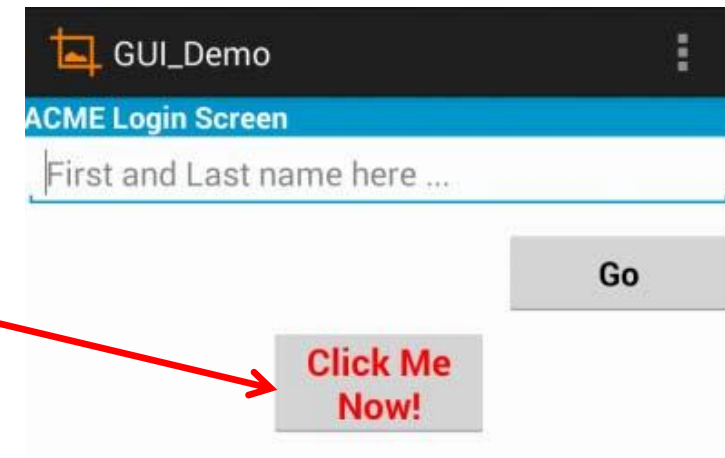 GUI_Demo
ACME Login Screen
First and Last name here ...
Go
Click Me
Now!